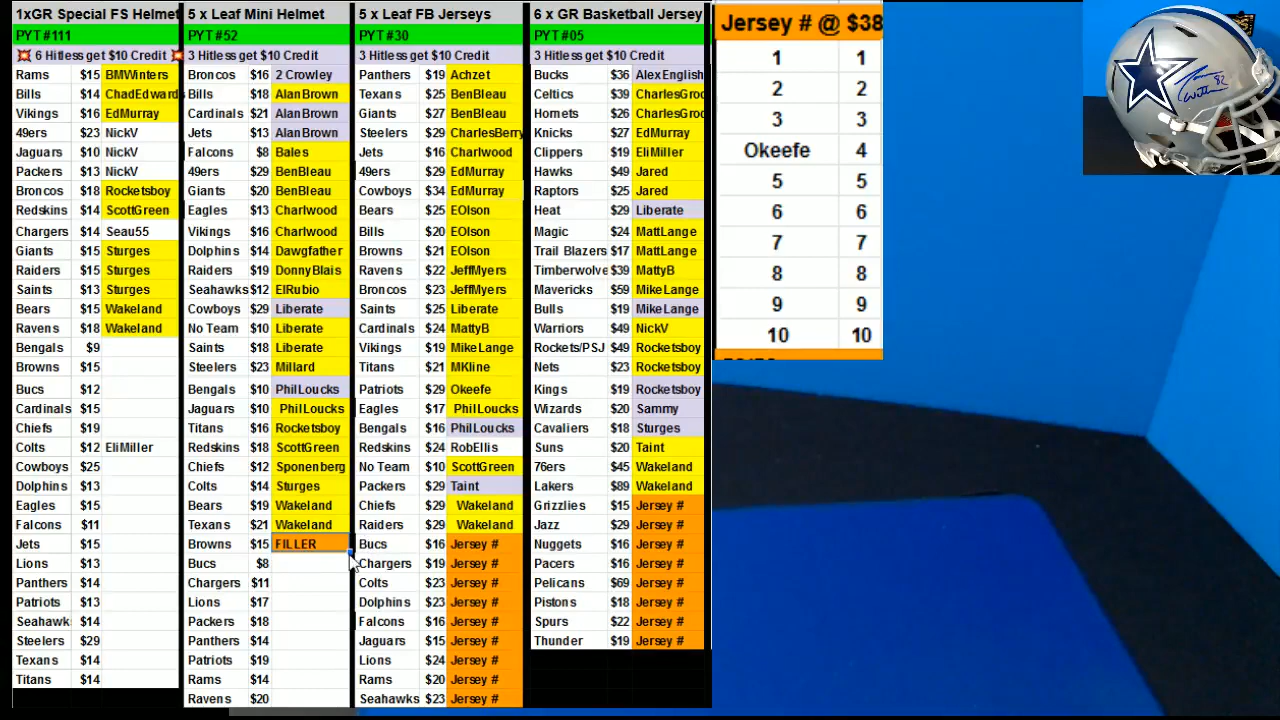 1xGR Special FS Helmet 5 x Leaf Mini Helmet 5 x Leaf FB Jerseys 6 x GR Basketball Jersey
PYT #111 PYT #52 PYT #30 PYT #05
6 Hitless get $10 Credit 3 Hitless get $10 Credit 3 Hitless get $10 Credit 3 Hitless get $10 Credit
Rams $15 BMWinters Broncos $16 2 Crowley Panthers $19 Achzet Bucks $36 AlexEnglish
Bills $14 ChadEdward Bills $18 AlanBrown Texans $25 BenBleau Celtics $39 CharlesGroo
Vikings $16 EdMurray Cardinals $21 AlanBrown Giants $27 BenBleau Hornets $26 CharlesGroo
49ers $23 NickV Jets $13 AlanBrown Steelers $29 CharlesBerry Knicks $27 EdMurray
Jaguars $10 NickV Falcons $8 Bales Jets $16 Charlwood Clippers $19 EliMiller
Packers $13 NickV 49ers $29 BenBleau 49ers $29 EdMurray Hawks $49 Jared
Broncos $18 Rocketsboy Giants $20 BenBleau Cowboys $34 EdMurray Raptors $25 Jared
Redskins $14 ScottGreen Eagles $13 Charlwood Bears $25 EOlson Heat $29 Liberate
Chargers $14 Seau55 Vikings $16 Charlwood Bills $20 EOlson Magic $24 MattLange
Giants $15 Sturges Dolphins $14 Dawgfather Browns $21 EOlson Trail Blazers $17 MattLange
Raiders $15 Sturges Raiders $19 DonnyBlais Ravens $22 JeffMyers Timberwolve $39 MattyB
Saints $13 Sturges Seahawks $12 ElRubio Broncos $23 JeffMyers Mavericks $59 MikeLange
Bears $15 Wakeland Cowboys $29 Liberate Saints $25 Liberate Bulls $19 MikeLange
Ravens $18 Wakeland No Team $10 Liberate Cardinals $24 MattyB Warriors $49 NickV
Bengals $9 Saints $18 Liberate Vikings $19 MikeLange Rockets/PSJ $49 Rocketsboy
Browns $15 Steelers $23 Millard Titans $21 MKline Nets $23 Rocketsboy
Bucs $12 Bengals $10 PhilLoucks Patriots $29 Okeefe Kings $19 Rocketsboy
Cardinals $15 Jaguars $10 PhilLoucks Eagles $17 PhilLoucks Wizards $20 Sammy
Chiefs $19 Titans $16 Rocketsboy Bengals $16 PhilLoucks Cavaliers $18 Sturges
Colts $12 EliMiller Redskins $18 ScottGreen Redskins $24 RobEllis Suns $20 Taint
Cowboys $25 Chiefs $12 Sponenberg No Team $10 ScottGreen 76ers $45 Wakeland
Dolphins $13 Colts $14 Sturges Packers $29 Taint Lakers $89 Wakeland
Eagles $15 Bears $19 Wakeland Chiefs $29 Wakeland Grizzlies $15 Jersey #
Falcons $11 Texans $21 Wakeland Raiders $29 Wakeland Jazz $29 Jersey #
Jets $15 Browns $15 FILLER Bucs $16 Jersey # Nuggets $16 Jersey #
Lions $13 Bucs $8 Chargers $19 Jersey # Pacers $16 Jersey #
Panthers $14 Chargers $11 Colts $23 Jersey # Pelicans $69 Jersey #
Patriots $13 Lions $17 Dolphins $23 Jersey # Pistons $18 Jersey #
Seahawk $14 Packers $18 Falcons $16 Jersey # Spurs $22 Jersey #
Steelers $29 Panthers $14 Jaguars $15 Jersey # Thunder $19 Jersey #
Texans $14 Patriots $19 Lions $24 Jersey #
Titans $14 Rams $14 Rams $20 Jersey #
Ravens $20 Seahawks $23 Jersey #
Jersey # @ $38
1 1
2 2
3 3
Okeefe 4
5 5
6 6
7 7
8 8
9 9
10 10
82